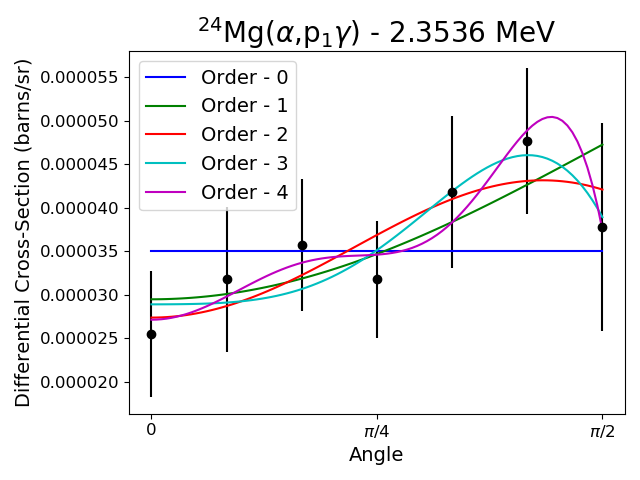 ²⁴Mg(α,p₁γ) - 2.3536 MeV
Differential Cross-Section (barns/sr)
0.000055
0.000050
0.000045
0.000040
0.000035
0.000030
0.000025
0.000020
Order - 0
Order - 1
Order - 2
Order - 3
Order - 4
0
π/4
π/2
Angle